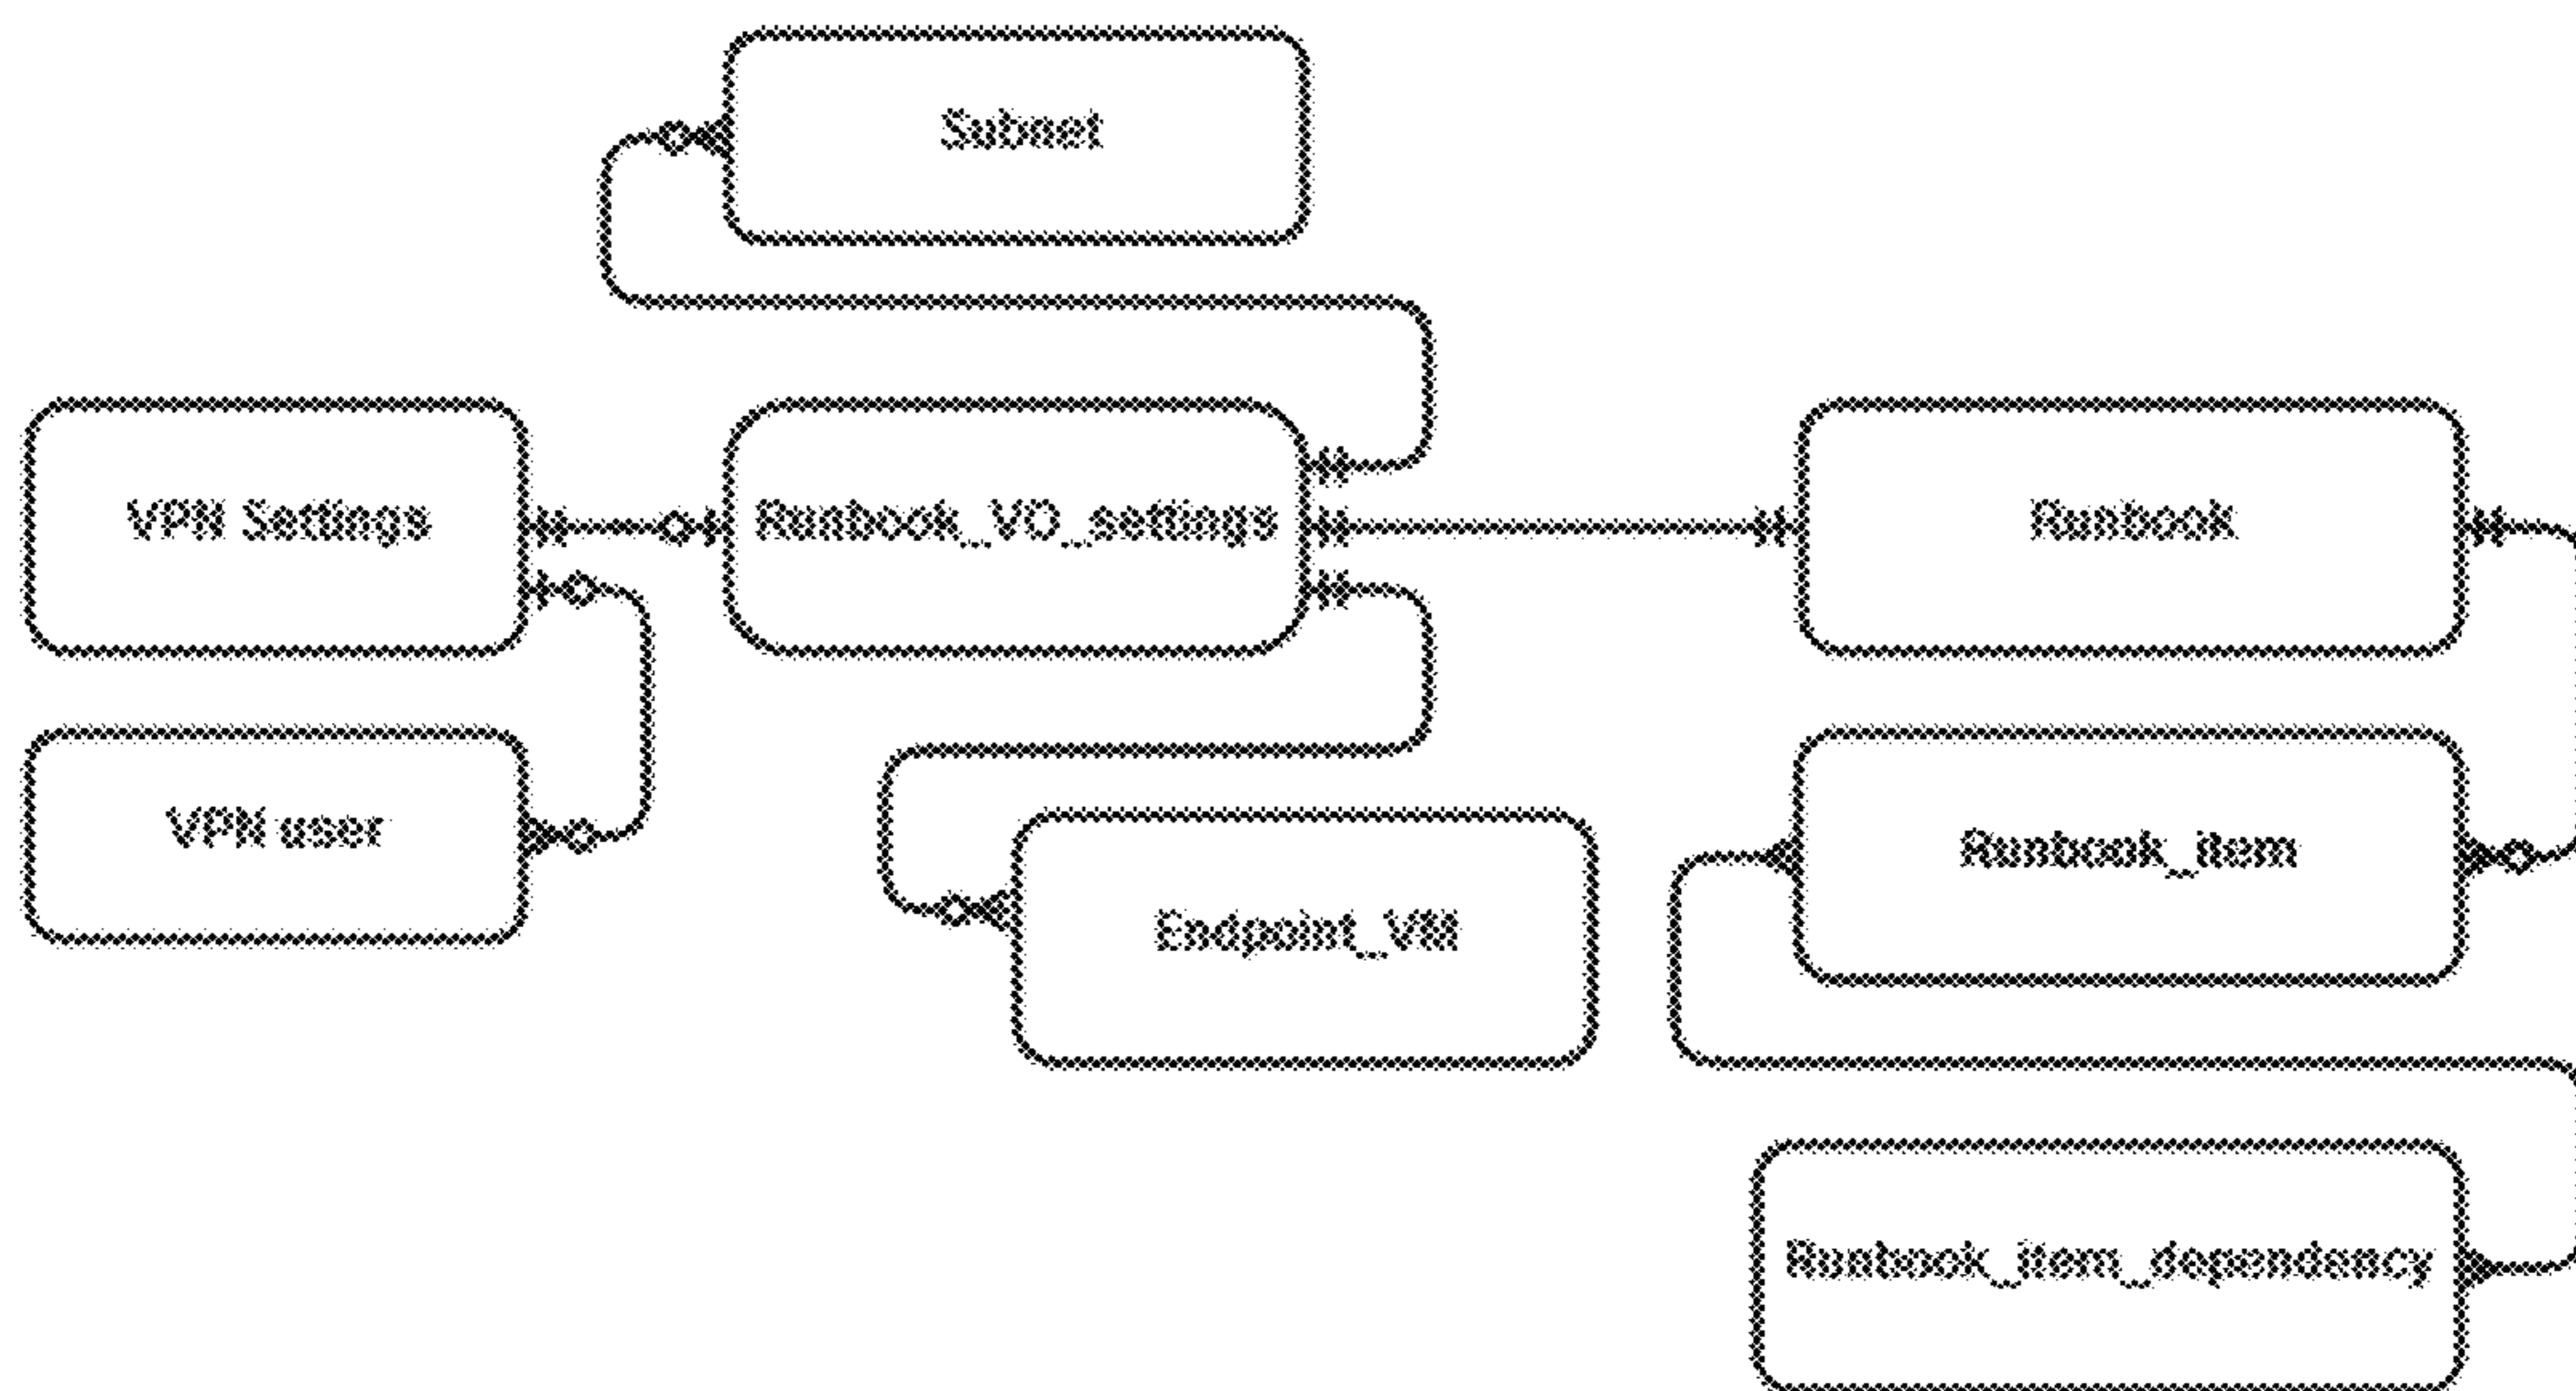 Subnet
VPN Settings
Runbook_VO_settings
Runbook
VPN user
Runbook_item
Endpoint_VM
Runbook_item_dependency